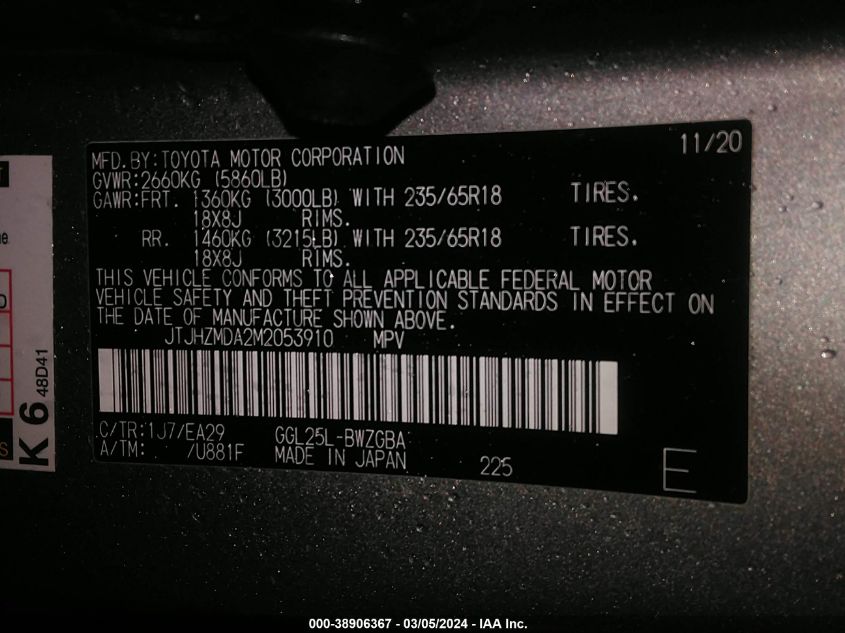 11/20
MFD.BY:TOYOTA MOTOR CORPORATION
GVWR:2660KG (5860LB)
GAWR:FRT. 1360KG (3000LB) WITH 235/65R18 TIRES.
18X8J RIMS.
RR. 1460KG (3215LB) WITH 235/65R18 TIRES.
18X8J RIMS.
THIS VEHICLE CONFORMS TO ALL APPLICABLE FEDERAL MOTOR
VEHICLE SAFETY AND THEFT PREVENTION STANDARDS IN EFFECT ON
THE DATE OF MANUFACTURE SHOWN ABOVE.
JTJHZMDA2M2053910 MPV
C/TR:1J7/EA29 GGL25L-BWZGBA
A/TM: /U881F MADE IN JAPAN 225 E
K 6 48D41
000-38906367 - 03/05/2024 - IAA Inc.